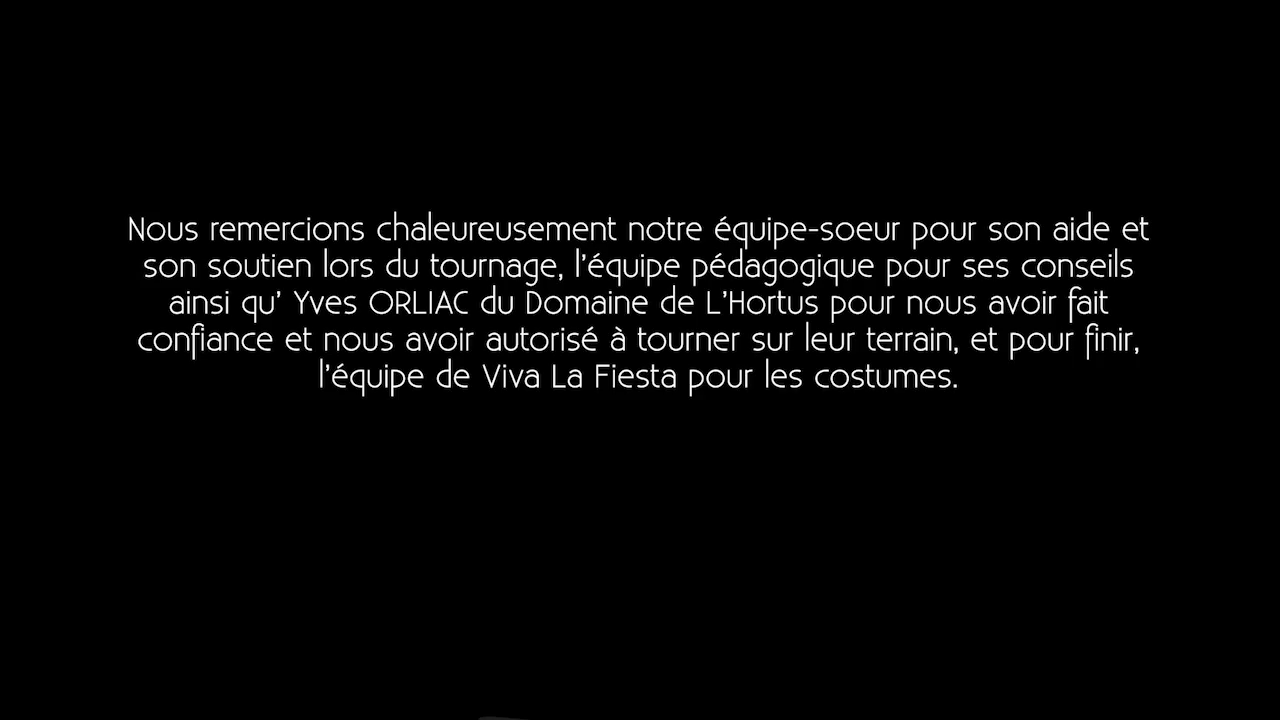 Nous remercions chaleureusement notre équipe-soeur pour son aide et
son soutien lors du tournage, l'équipe pédagogique pour ses conseils
ainsi qu' Yves ORLIAC du Domaine de L'Hortus pour nous avoir fait
confiance et nous avoir autorisé à tourner sur leur terrain, et pour finir,
l'équipe de Viva La Fiesta pour les costumes.